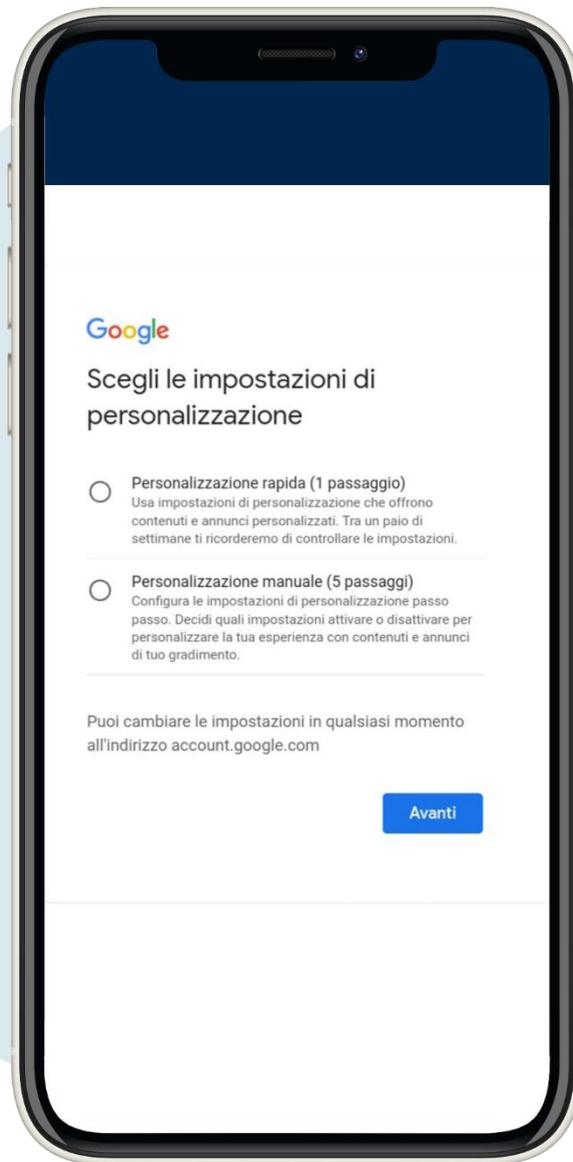 Google
Scegli le impostazioni di
personalizzazione
Personalizzazione rapida (1 passaggio)
Usa impostazioni di personalizzazione che offrono
contenuti e annunci personalizzati. Tra un paio di
settimane ti ricorderemo di controllare le impostazioni.
Personalizzazione manuale (5 passaggi)
Configura le impostazioni di personalizzazione passo
passo. Decidi quali impostazioni attivare o disattivare per
personalizzare la tua esperienza con contenuti e annunci
di tuo gradimento.
Puoi cambiare le impostazioni in qualsiasi momento
all'indirizzo account.google.com
Avanti